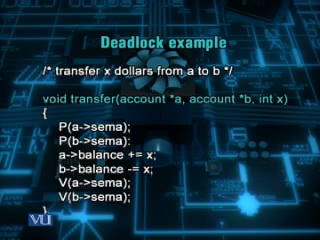 Deadlock example
/* transfer x dollars from a to b */
void transfer(account *a, account *b, int x)
{
P(a->sema);
P(b->sema):
a->balance += x;
b->balance -= x;
V(a->sema);
V(b->sema);
}
VU